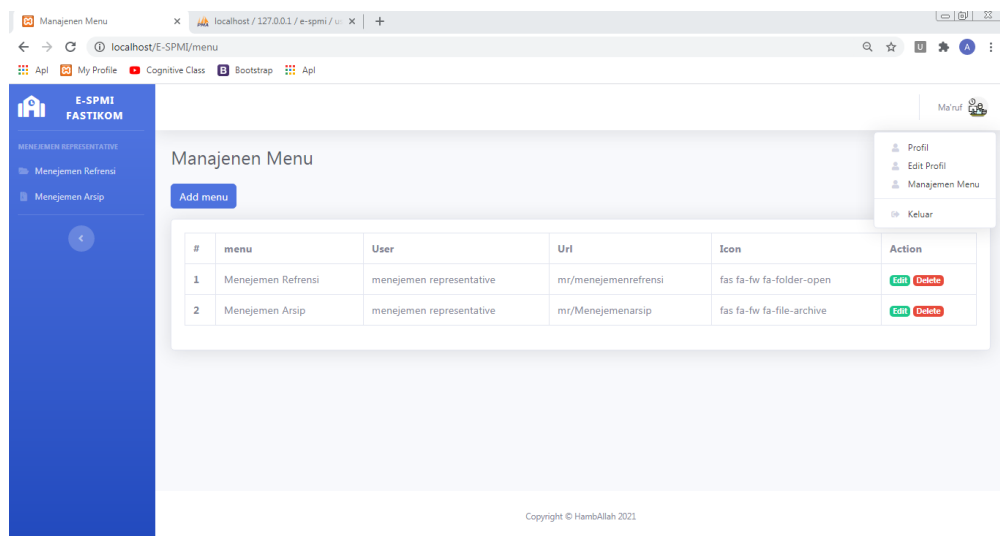 Manajenen Menu
localhost / 127.0.0.1 / e-spmi / u
localhost/E-SPMI/menu
U
A
Apl
My Profile
Cognitive Class
B
Bootstrap
Apl
E-SPMI
FASTIKOM
Ma'ruf
MENEJEMEN REPRESENTATIVE
Menejemen Refrensi
Menejemen Arsip
Profil
Edit Profil
Manajemen Menu
Keluar
Manajenen Menu
Add menu
# menu User Url Icon Action
1 Menejemen Refrensi menejemen representative mr/menejemenrefrensi fas fa-fw fa-folder-open Edit Delete
2 Menejemen Arsip menejemen representative mr/Menejemenarsip fas fa-fw fa-file-archive Edit Delete
Copyright © HambAllah 2021